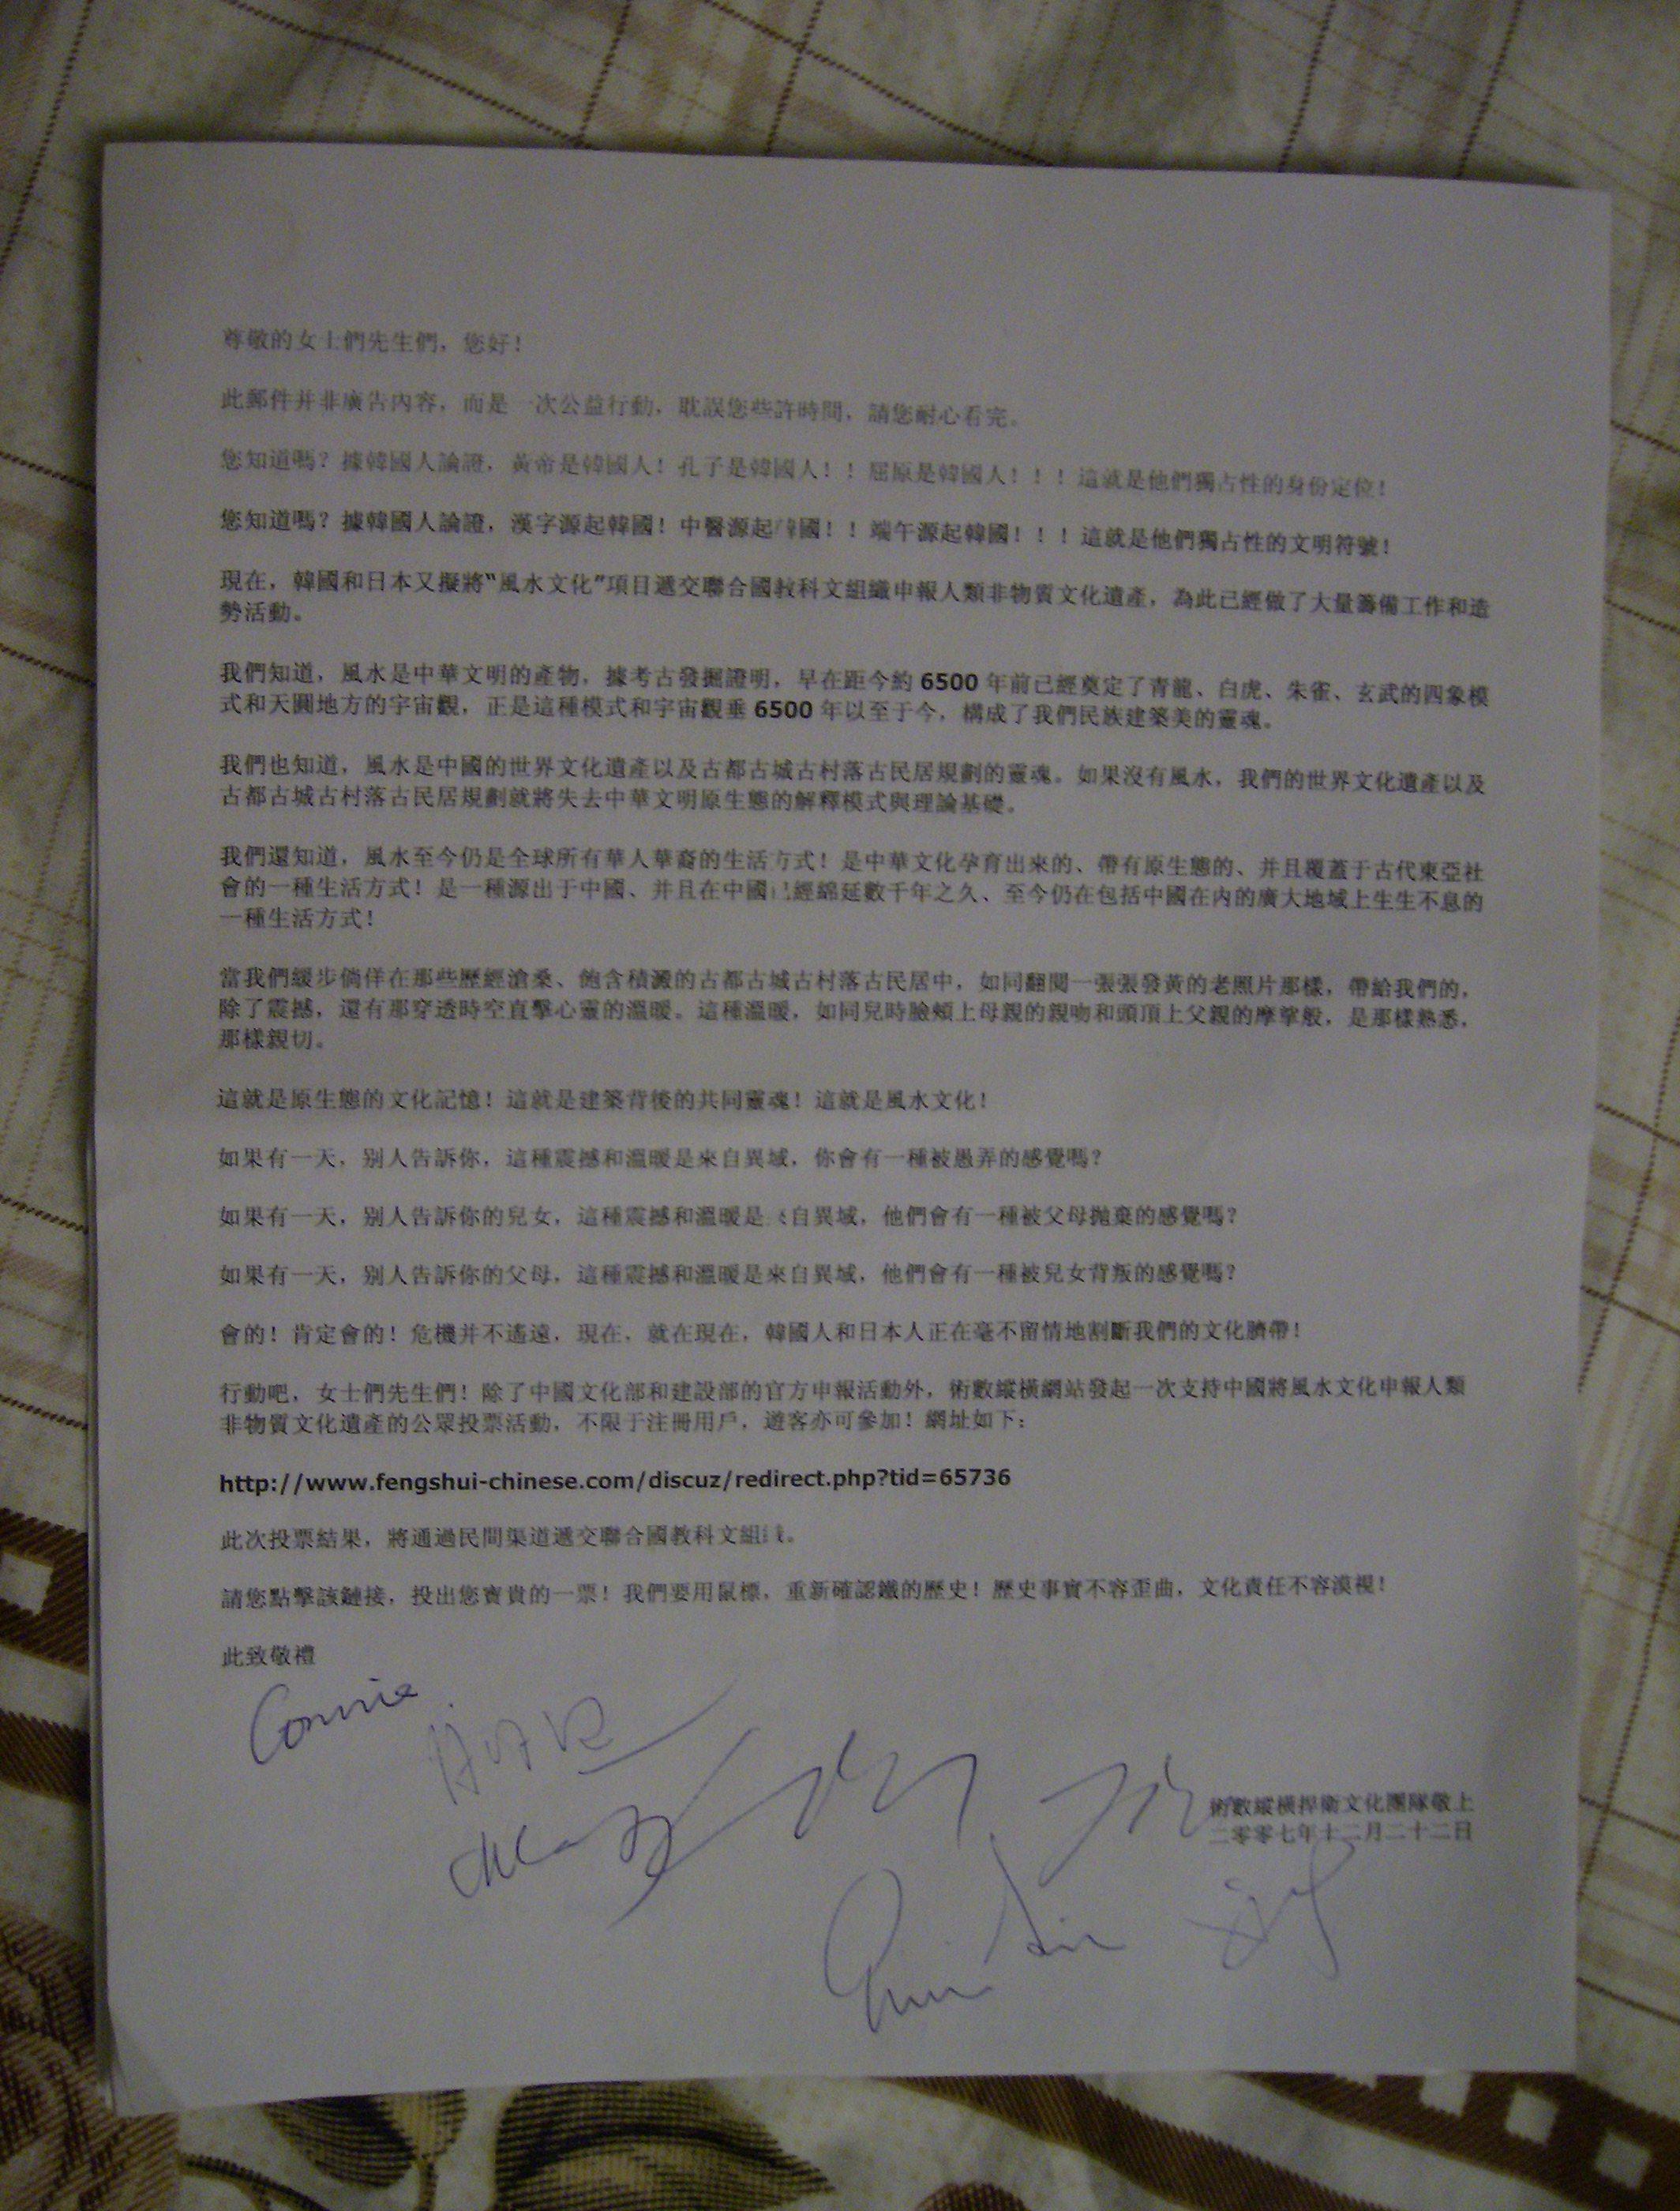 尊敬的女士們先生們，您好！
此郵件并非廣告內容，而是一次公益行動，耽誤您些許時間，請您耐心看完。
您知道嗎？據韓國人論證，黃帝是韓國人！孔子是韓國人！！屈原是韓國人！！！這就是他們獨占性的身份定位！
您知道嗎？據韓國人論證，漢字源起韓國！中醫源起韓國！！端午源起韓國！！！這就是他們獨占性的文明符號！
現在，韓國和日本又擬將“風水文化”項目遞交聯合國教科文組織申報人類非物質文化遺產，為此已經做了大量籌備工作和造
勢活動。
我們知道，風水是中華文明的產物，據考古發掘證明，早在距今約 6500 年前已經奠定了青龍、白虎、朱雀、玄武的四象模
式和天圓地方的宇宙觀，正是這種模式和宇宙觀垂 6500 年以至于今，構成了我們民族建築美的靈魂。
我們也知道，風水是中國的世界文化遺產以及古都古城古村落古民居規劃的靈魂。如果沒有風水，我們的世界文化遺產以及
古都古城古村落古民居規劃就將失去中華文明原生態的解釋模式與理論基礎。
我們還知道，風水至今仍是全球所有華人華裔的生活方式！是中華文化孕育出來的、帶有原生態的、并且覆蓋于古代東亞社
會的一種生活方式！是一種源出于中國、并且在中國已經綿延數千年之久、至今仍在包括中國在內的廣大地域上生生不息的
一種生活方式！
當我們緩步倘佯在那些歷經滄桑、飽含積澱的古都古城古村落古民居中，如同翻閱一張張發黃的老照片那樣，帶給我們的，
除了震撼，還有那穿透時空直擊心靈的溫暖。這種溫暖，如同兒時臉頰上母親的親吻和頭頂上父親的摩挲般，是那樣熟悉，
那樣親切。
這就是原生態的文化記憶！這就是建築背後的共同靈魂！這就是風水文化！
如果有一天，別人告訴你，這種震撼和溫暖是來自異域，你會有一種被愚弄的感覺嗎？
如果有一天，別人告訴你的兒女，這種震撼和溫暖是來自異域，他們會有一種被父母拋棄的感覺嗎？
如果有一天，別人告訴你的父母，這種震撼和溫暖是來自異域，他們會有一種被兒女背叛的感覺嗎？
會的！肯定會的！危機并不遙遠，現在，就在現在，韓國人和日本人正在毫不留情地割斷我們的文化臍帶！
行動吧，女士們先生們！除了中國文化部和建設部的官方申報活動外，術數縱橫網站發起一次支持中國將風水文化申報人類
非物質文化遺產的公眾投票活動，不限于注冊用戶，遊客亦可參加！網址如下：
http://www.fengshui-chinese.com/discuz/redirect.php?tid=65736
此次投票結果，將通過民間渠道遞交聯合國教科文組織。
請您點擊該鏈接，投出您寶貴的一票！我們要用鼠標，重新確認鐵的歷史！歷史事實不容歪曲，文化責任不容漠視！
此致敬禮
Connie
術數縱橫捍衛文化團隊敬上
二零零七年十二月二十二日